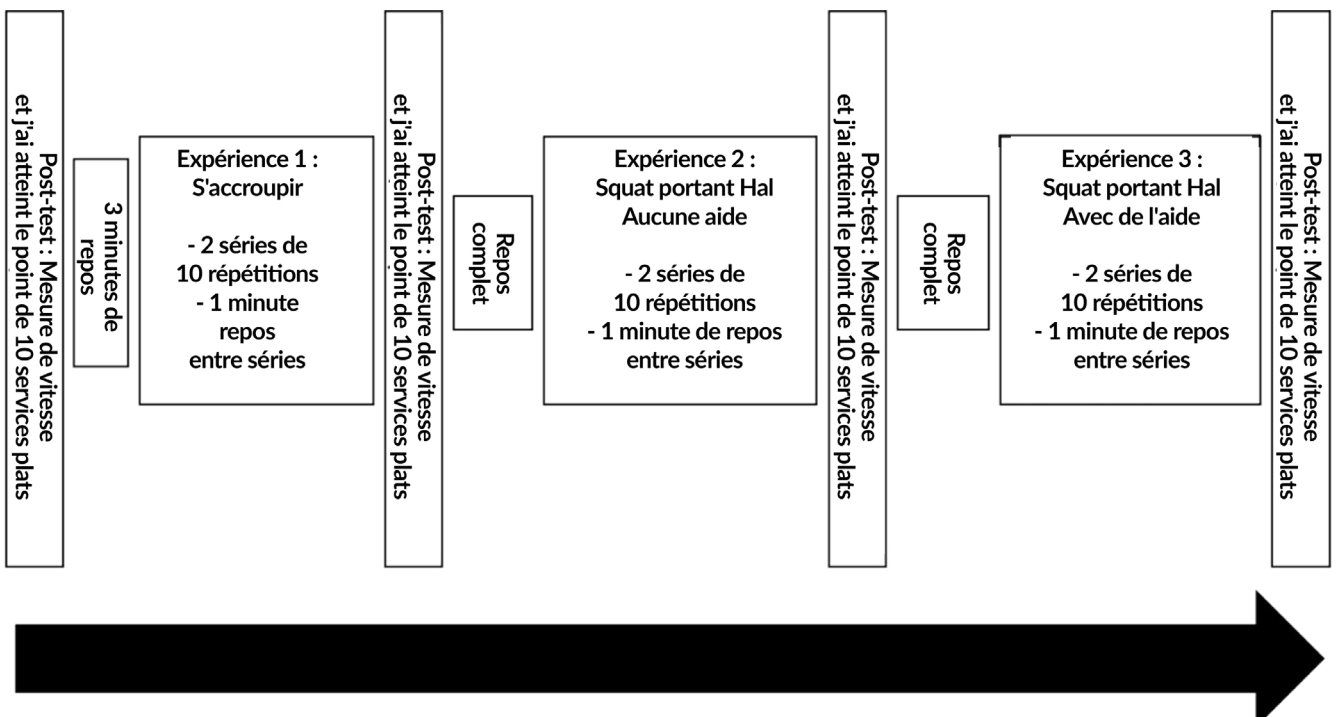 Post-test : Mesure de vitesse
et j'ai atteint le point de 10 services plats
3 minutes de
repos
Expérience 1 :
S'accroupir
- 2 séries de
10 répétitions
- 1 minute
repos
entre séries
Post-test : Mesure de vitesse
et j'ai atteint le point de 10 services plats
Repos
complet
Expérience 2 :
Squat portant Hal
Aucune aide
- 2 séries de
10 répétitions
- 1 minute de repos
entre séries
Post-test : Mesure de vitesse
et j'ai atteint le point de 10 services plats
Repos
complet
Expérience 3 :
Squat portant Hal
Avec de l'aide
- 2 séries de
10 répétitions
- 1 minute de repos
entre séries
Post-test : Mesure de vitesse
et j'ai atteint le point de 10 services plats